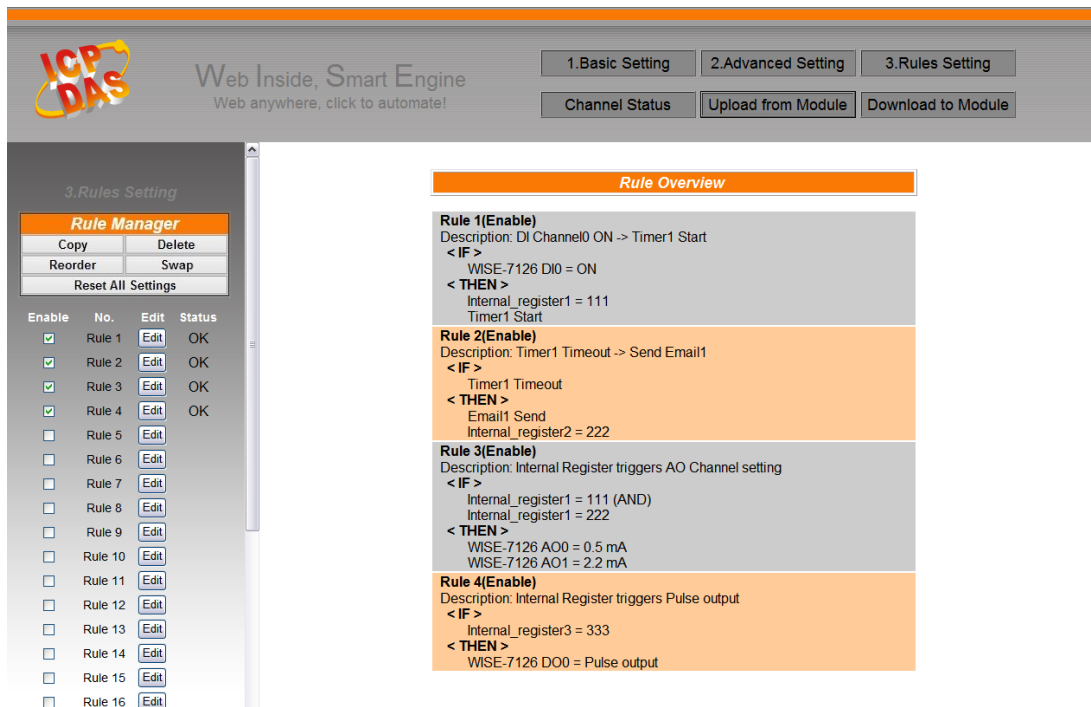 ICP DAS
Web Inside, Smart Engine
Web anywhere, click to automate!
1.Basic Setting 2.Advanced Setting 3.Rules Setting
Channel Status Upload from Module Download to Module
3.Rules Setting
Rule Manager
Copy Delete
Reorder Swap
Reset All Settings
Enable No. Edit Status
Rule 1 Edit OK
Rule 2 Edit OK
Rule 3 Edit OK
Rule 4 Edit OK
Rule 5 Edit
Rule 6 Edit
Rule 7 Edit
Rule 8 Edit
Rule 9 Edit
Rule 10 Edit
Rule 11 Edit
Rule 12 Edit
Rule 13 Edit
Rule 14 Edit
Rule 15 Edit
Rule 16 Edit
Rule Overview
Rule 1(Enable)
Description: DI Channel0 ON -> Timer1 Start
< IF >
WISE-7126 DI0 = ON
< THEN >
Internal_register1 = 111
Timer1 Start
Rule 2(Enable)
Description: Timer1 Timeout -> Send Email1
< IF >
Timer1 Timeout
< THEN >
Email1 Send
Internal_register2 = 222
Rule 3(Enable)
Description: Internal Register triggers AO Channel setting
< IF >
Internal_register1 = 111 (AND)
Internal_register1 = 222
< THEN >
WISE-7126 AO0 = 0.5 mA
WISE-7126 AO1 = 2.2 mA
Rule 4(Enable)
Description: Internal Register triggers Pulse output
< IF >
Internal_register3 = 333
< THEN >
WISE-7126 DO0 = Pulse output